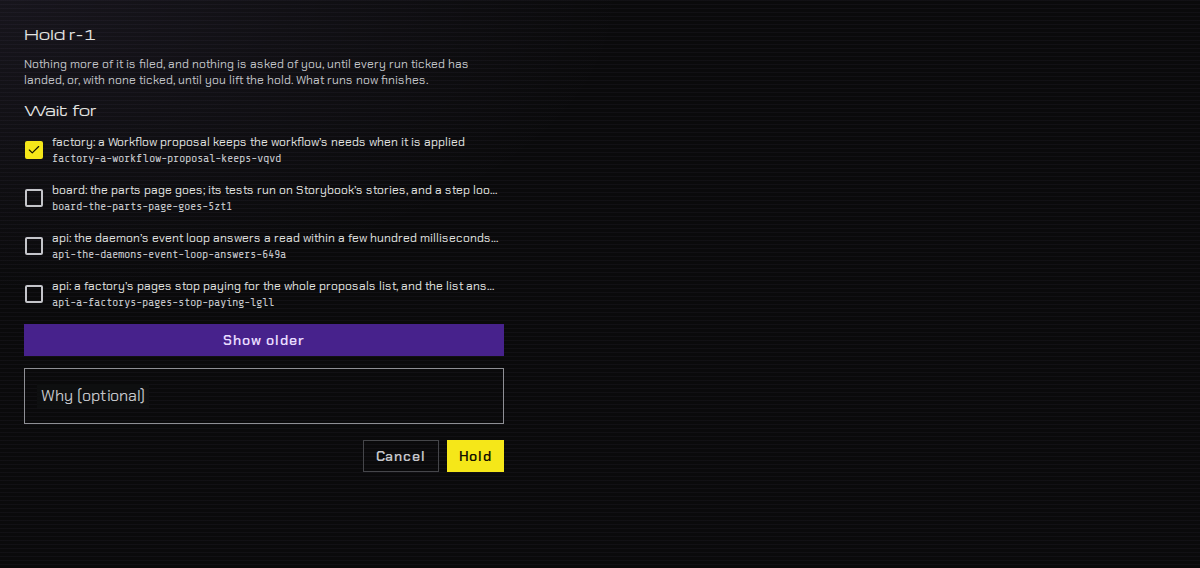 Hold r-1
Nothing more of it is filed, and nothing is asked of you, until every run ticked has
landed, or, with none ticked, until you lift the hold. What runs now finishes.
Wait for
factory: a Workflow proposal keeps the workflow's needs when it is applied
factory-a-workflow-proposal-keeps-vqvd
board: the parts page goes; its tests run on Storybook's stories, and a step loo…
board-the-parts-page-goes-5zt1
api: the daemon's event loop answers a read within a few hundred milliseconds…
api-the-daemons-event-loop-answers-649a
api: a factory's pages stop paying for the whole proposals list, and the list ans…
api-a-factorys-pages-stop-paying-lgll
Show older
Why (optional)
Cancel
Hold